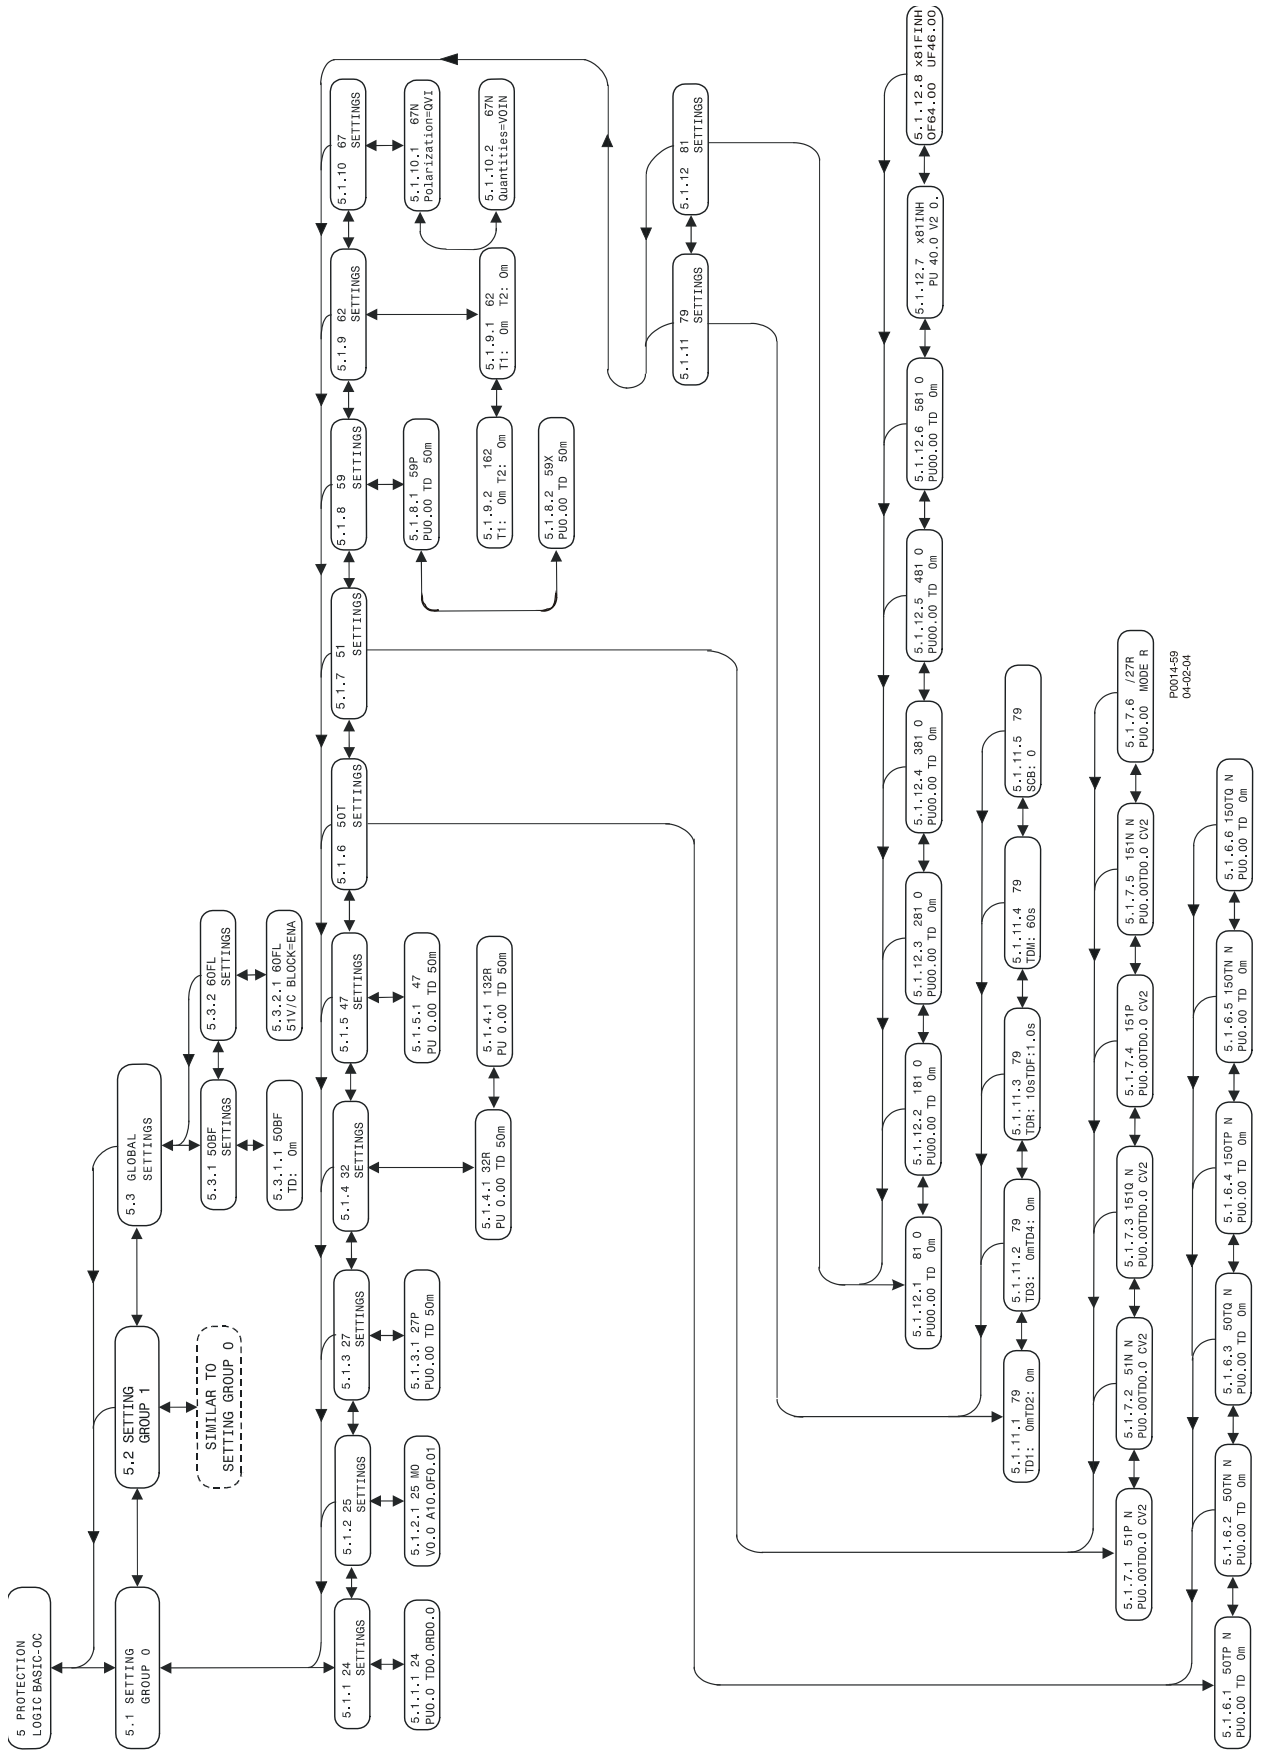 5 PROTECTION
LOGIC BASIC-OC
5.1 SETTING
GROUP 0
5.2 SETTING
GROUP 1
SIMILAR TO
SETTING GROUP 0
5.3 GLOBAL
SETTINGS
5.3.1 50BF
SETTINGS
5.3.1.1 50BF
TD: 0m
5.3.2 60FL
SETTINGS
5.3.2.1 60FL
51V/C BLOCK=ENA
5.1.1 24
SETTINGS
5.1.1.1 24
PU0.0 TD0.0RD0.0
5.1.2 25
SETTINGS
5.1.2.1 25 M0
V0.0 A10.0F0.01
5.1.3 27
SETTINGS
5.1.3.1 27P
PU0.00 TD 50m
5.1.4 32
SETTINGS
5.1.4.1 32R
PU 0.00 TD 50m
5.1.4.1 132R
PU 0.00 TD 50m
5.1.5 47
SETTINGS
5.1.5.1 47
PU 0.00 TD 50m
5.1.6 50T
SETTINGS
5.1.7 51
SETTINGS
5.1.8 59
SETTINGS
5.1.8.1 59P
PU0.00 TD 50m
5.1.8.2 59X
PU0.00 TD 50m
5.1.9 62
SETTINGS
5.1.9.1 62
T1: 0m T2: 0m
5.1.9.2 162
T1: 0m T2: 0m
5.1.10 67
SETTINGS
5.1.10.1 67N
Polarization=QVI
5.1.10.2 67N
Quantities=VOIN
5.1.11 79
SETTINGS
5.1.12 81
SETTINGS
5.1.12.1 81 O
PU00.00 TD 0m
5.1.12.2 181 O
PU00.00 TD 0m
5.1.12.3 281 O
PU00.00 TD 0m
5.1.12.4 381 O
PU00.00 TD 0m
5.1.12.5 481 O
PU00.00 TD 0m
5.1.12.6 581 O
PU00.00 TD 0m
5.1.12.7 x81INH
PU 40.0 V2 0.
5.1.12.8 x81FINH
OF64.00 UF46.00
5.1.11.1 79
TD1: 0mTD2: 0m
5.1.11.2 79
TD3: 0mTD4: 0m
5.1.11.3 79
TDR: 10sTDF:1.0s
5.1.11.4 79
TDM: 60s
5.1.11.5 79
SCB: 0
5.1.7.1 51P N
PU0.00TD0.0 CV2
5.1.7.2 51N N
PU0.00TD0.0 CV2
5.1.7.3 151Q N
PU0.00TD0.0 CV2
5.1.7.4 151P
PU0.00TD0.0 CV2
5.1.7.5 151N N
PU0.00TD0.0 CV2
5.1.7.6 /27R
PU0.00 MODE R
5.1.6.1 50TP N
PU0.00 TD 0m
5.1.6.2 50TN N
PU0.00 TD 0m
5.1.6.3 50TQ N
PU0.00 TD 0m
5.1.6.4 150TP N
PU0.00 TD 0m
5.1.6.5 150TN N
PU0.00 TD 0m
5.1.6.6 150TQ N
PU0.00 TD 0m
P0014-59
04-02-04